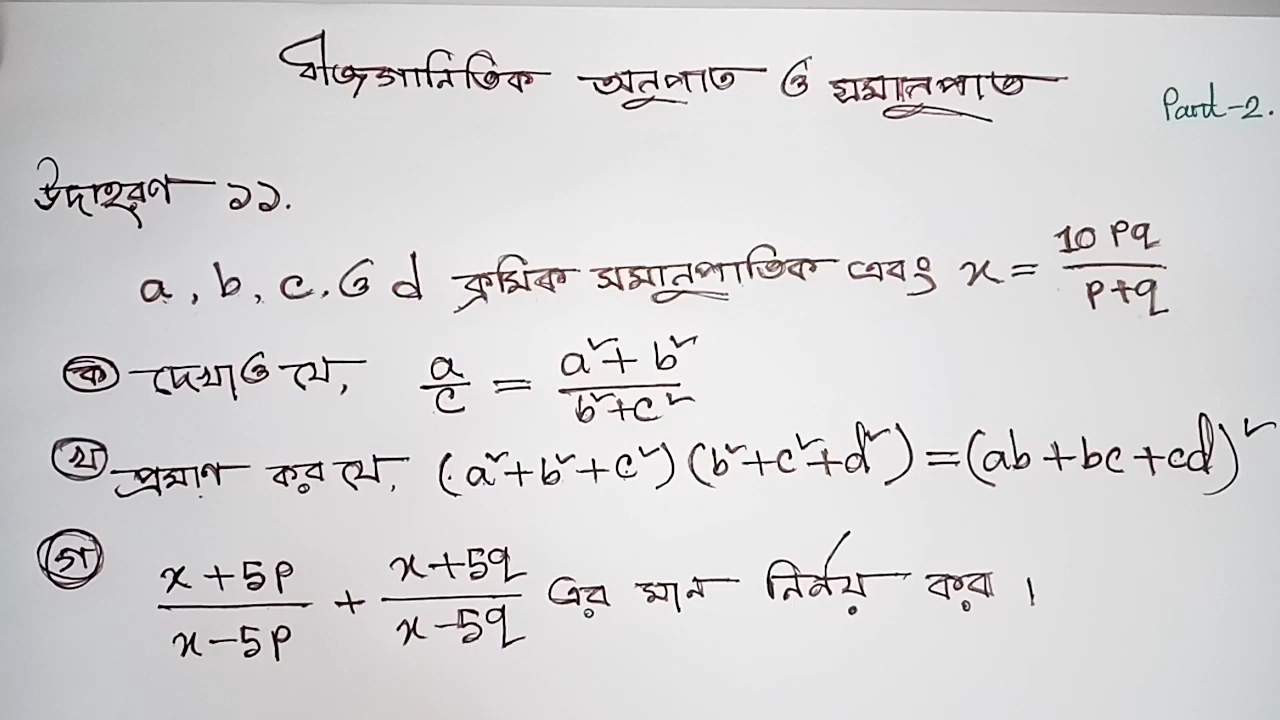 বীজগানিতিক অনুপাত ও সমানুপাত
Part-2.
উদাহরণ ১১.
a, b, c, ও d ক্রমিক সমানুপাতিক এবং x = 10pq / p+q
ক দেখাও যে, a/c = a²+b² / b²+c²
খ প্রমাণ কর যে, (a²+b²+c²)(b²+c²+d²)=(ab+bc+cd)²
গ x+5p / x-5p + x+5q / x-5q এর মান নির্নয় কর।